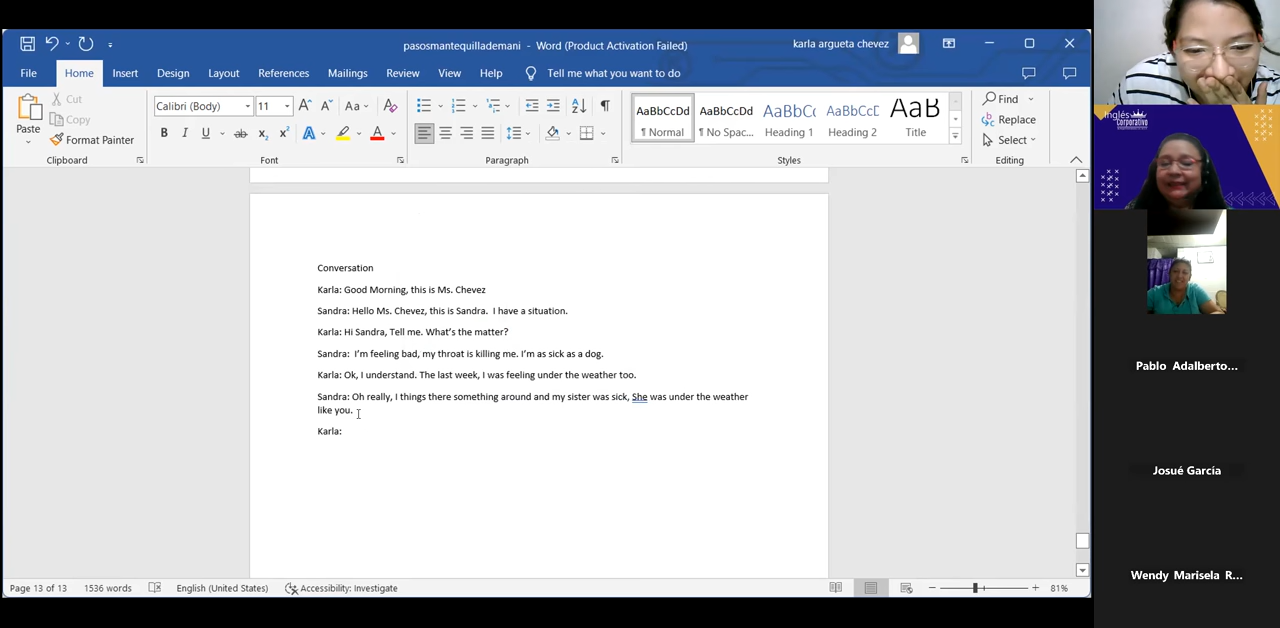 pasosmantequillademani - Word (Product Activation Failed)
karla argueta chevez
File Home Insert Design Layout References Mailings Review View Help Tell me what you want to do
Paste
Cut
Copy
Format Painter
Clipboard
Calibri (Body) 11
Font
Paragraph
AaBbCcDd AaBbCcDd AaBbCc AaBbCcD AaB
¶ Normal ¶ No Spac... Heading 1 Heading 2 Title
Styles
Find
Replace
Select
Editing
Conversation
Karla: Good Morning, this is Ms. Chevez
Sandra: Hello Ms. Chevez, this is Sandra. I have a situation.
Karla: Hi Sandra, Tell me. What's the matter?
Sandra: I'm feeling bad, my throat is killing me. I'm as sick as a dog.
Karla: Ok, I understand. The last week, I was feeling under the weather too.
Sandra: Oh really, I things there something around and my sister was sick, She was under the weather
like you.
Karla:
Page 13 of 13 1536 words English (United States) Accessibility: Investigate 81%
Inglés
Corporativo
Pablo Adalberto...
Josué García
Wendy Marisela R...